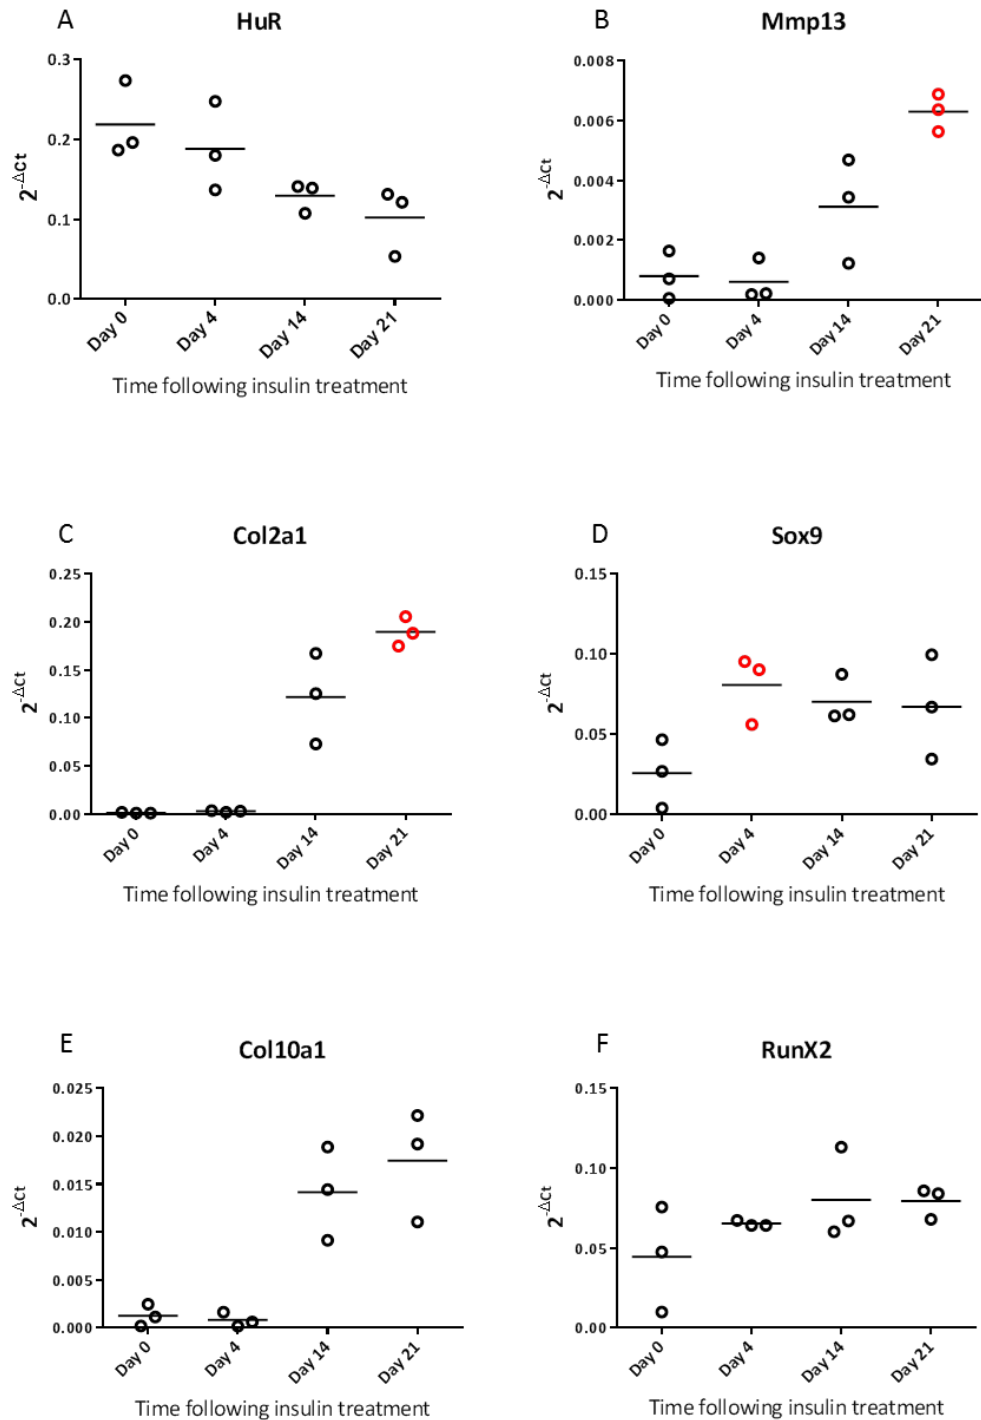 A
HuR
0.3
0.2
0.1
0.0
2^-ΔCt
Day 0
Day 4
Day 14
Day 21
Time following insulin treatment
B
Mmp13
0.008
0.006
0.004
0.002
0.000
2^-ΔCt
Day 0
Day 4
Day 14
Day 21
Time following insulin treatment
C
Col2a1
0.25
0.20
0.15
0.10
0.05
0.00
2^-ΔCt
Day 0
Day 4
Day 14
Day 21
Time following insulin treatment
D
Sox9
0.15
0.10
0.05
0.00
2^-ΔCt
Day 0
Day 4
Day 14
Day 21
Time following insulin treatment
E
Col10a1
0.025
0.020
0.015
0.010
0.005
0.000
2^-ΔCt
Day 0
Day 4
Day 14
Day 21
Time following insulin treatment
F
RunX2
0.15
0.10
0.05
0.00
2^-ΔCt
Day 0
Day 4
Day 14
Day 21
Time following insulin treatment